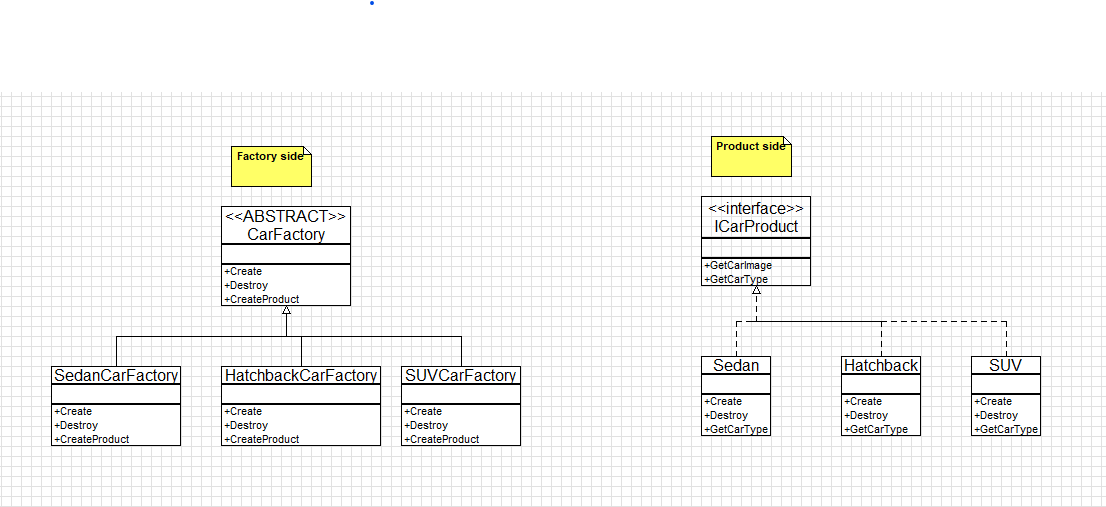 Factory side
<<ABSTRACT>>
CarFactory
+Create
+Destroy
+CreateProduct
SedanCarFactory
+Create
+Destroy
+CreateProduct
HatchbackCarFactory
+Create
+Destroy
+CreateProduct
SUVCarFactory
+Create
+Destroy
+CreateProduct
Product side
<<interface>>
ICarProduct
+GetCarImage
+GetCarType
Sedan
+Create
+Destroy
+GetCarType
Hatchback
+Create
+Destroy
+GetCarType
SUV
+Create
+Destroy
+GetCarType